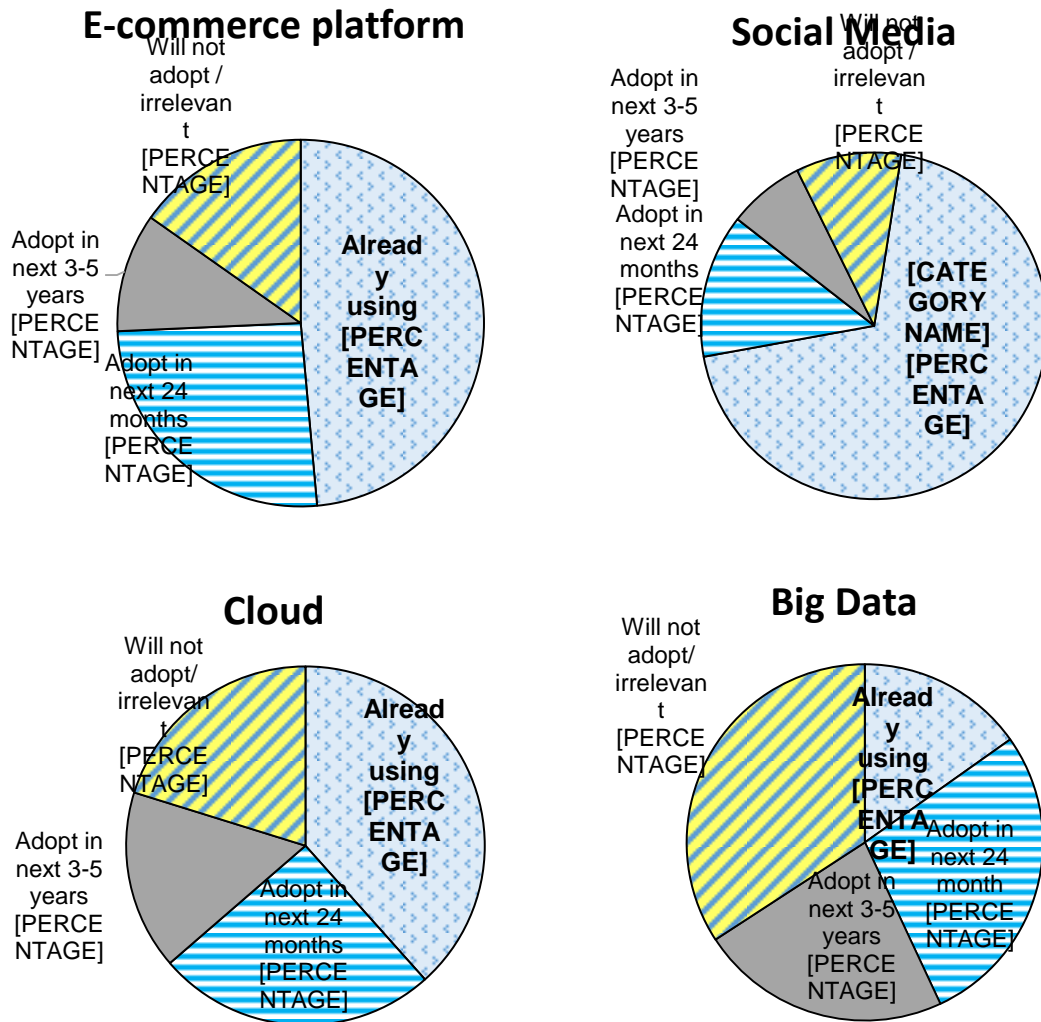 E-commerce platform
Will not
adopt /
irrelevan
t
[PERCE
NTAGE]
Adopt in
next 3-5
years
[PERCE
NTAGE]
Adopt in
next 24
months
[PERCE
NTAGE]
Alread
y
using
[PERC
ENTA
GE]
Social Media
Will not
adopt /
irrelevan
t
[PERCE
NTAGE]
Adopt in
next 3-5
years
[PERCE
NTAGE]
Adopt in
next 24
months
[PERCE
NTAGE]
[CATE
GORY
NAME]
[PERC
ENTA
GE]
Cloud
Will not
adopt/
irrelevan
t
[PERCE
NTAGE]
Alread
y
using
[PERC
ENTA
GE]
Adopt in
next 3-5
years
[PERCE
NTAGE]
Adopt in
next 24
months
[PERCE
NTAGE]
Big Data
Will not
adopt/
irrelevan
t
[PERCE
NTAGE]
Alread
y
using
[PERC
ENTA
GE]
Adopt in
next 24
month
[PERCE
NTAGE]
Adopt in
next 3-5
years
[PERCE
NTAGE]